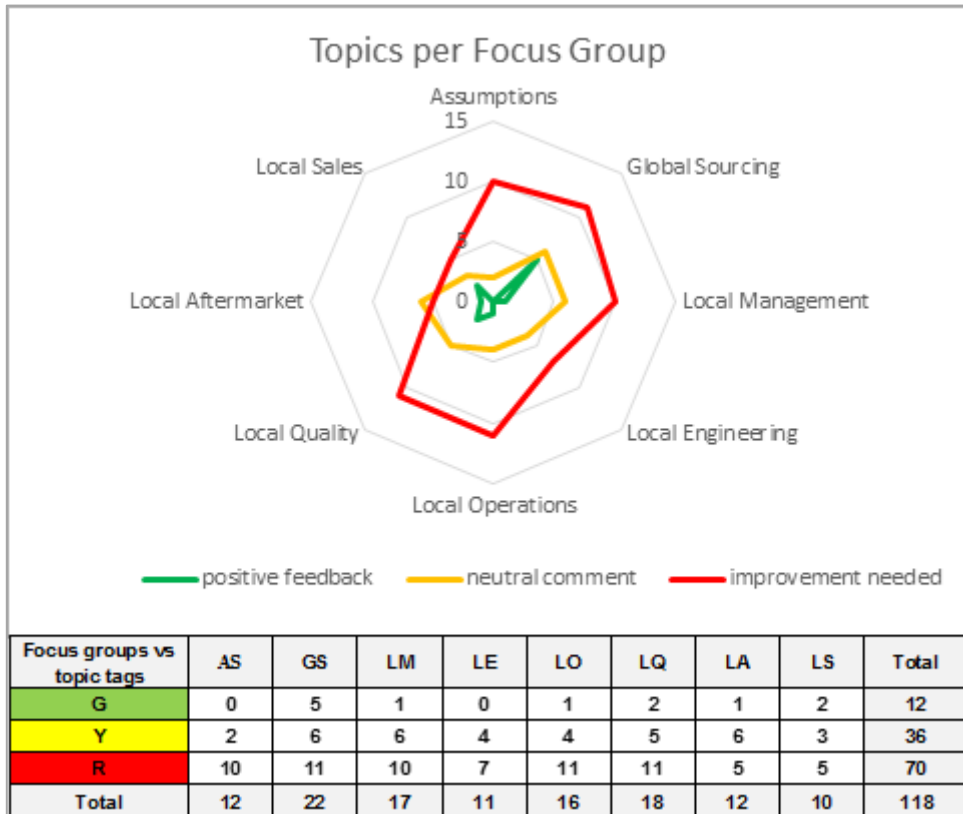 Topics per Focus Group
Assumptions
15
Local Sales
Global Sourcing
10
5
Local Aftermarket
0
Local Management
Local Quality
Local Engineering
Local Operations
positive feedback neutral comment improvement needed
Focus groups vs topic tags AS GS LM LE LO LQ LA LS Total
G 0 5 1 0 1 2 1 2 12
Y 2 6 6 4 4 5 6 3 36
R 10 11 10 7 11 11 5 5 70
Total 12 22 17 11 16 18 12 10 118